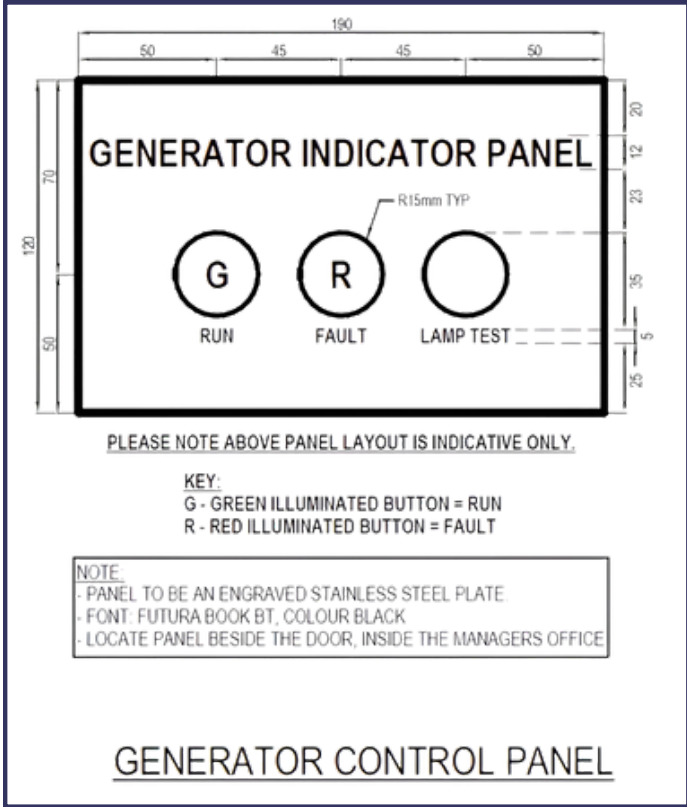 190
50 45 45 50
20
GENERATOR INDICATOR PANEL
12
70
23
R15mm TYP
120
G R
35
RUN FAULT LAMP TEST
5
50
25
PLEASE NOTE ABOVE PANEL LAYOUT IS INDICATIVE ONLY.
KEY:
G - GREEN ILLUMINATED BUTTON = RUN
R - RED ILLUMINATED BUTTON = FAULT
NOTE:
- PANEL TO BE AN ENGRAVED STAINLESS STEEL PLATE
- FONT: FUTURA BOOK BT, COLOUR BLACK
- LOCATE PANEL BESIDE THE DOOR, INSIDE THE MANAGERS OFFICE
GENERATOR CONTROL PANEL